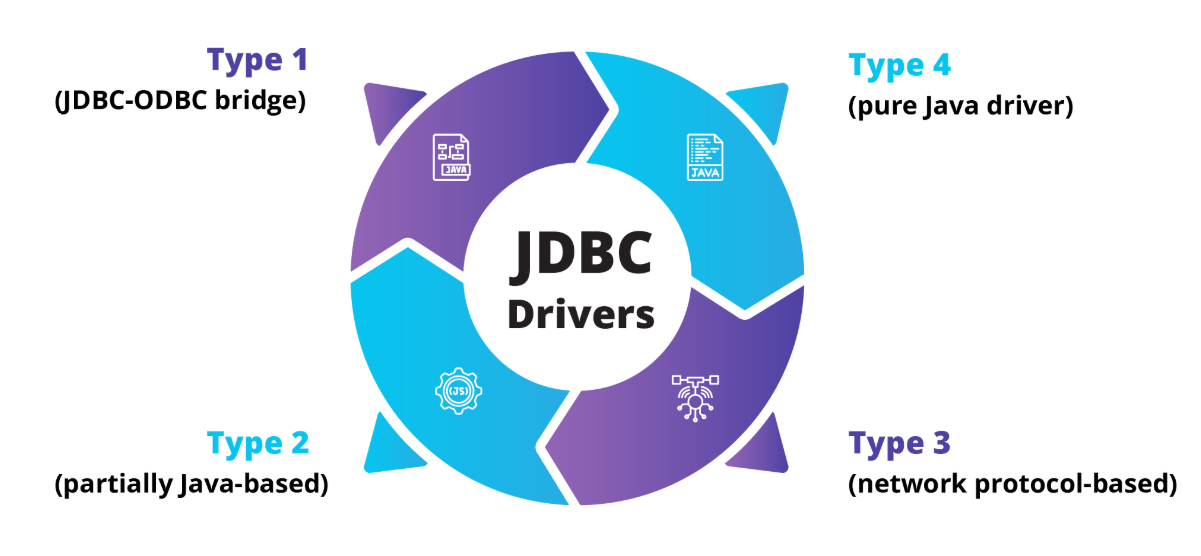 Type 1
(JDBC-ODBC bridge)
Type 4
(pure Java driver)
JAVA
JAVA
JDBC
Drivers
(JS)
Type 2
(partially Java-based)
Type 3
(network protocol-based)